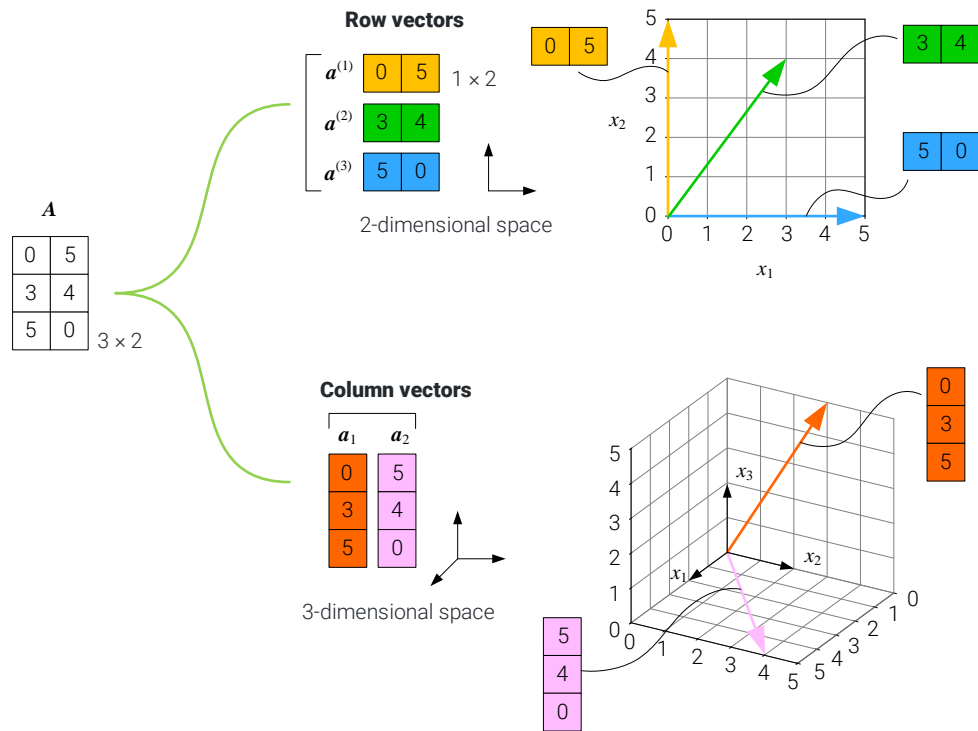 Row vectors
a(1) 0 5 1 × 2
a(2) 3 4
a(3) 5 0
2-dimensional space
0 5
3 4
5 0
5
4
3
x2
2
1
0
0 1 2 3 4 5
x1
A
0 5
3 4
5 0
3 × 2
Column vectors
a1 a2
0 5
3 4
5 0
3-dimensional space
0
3
5
5
4
3
2
1
0
x3
x2
x1
0 1 2 3 4 5
5 4 3 2 1 0
5
4
0